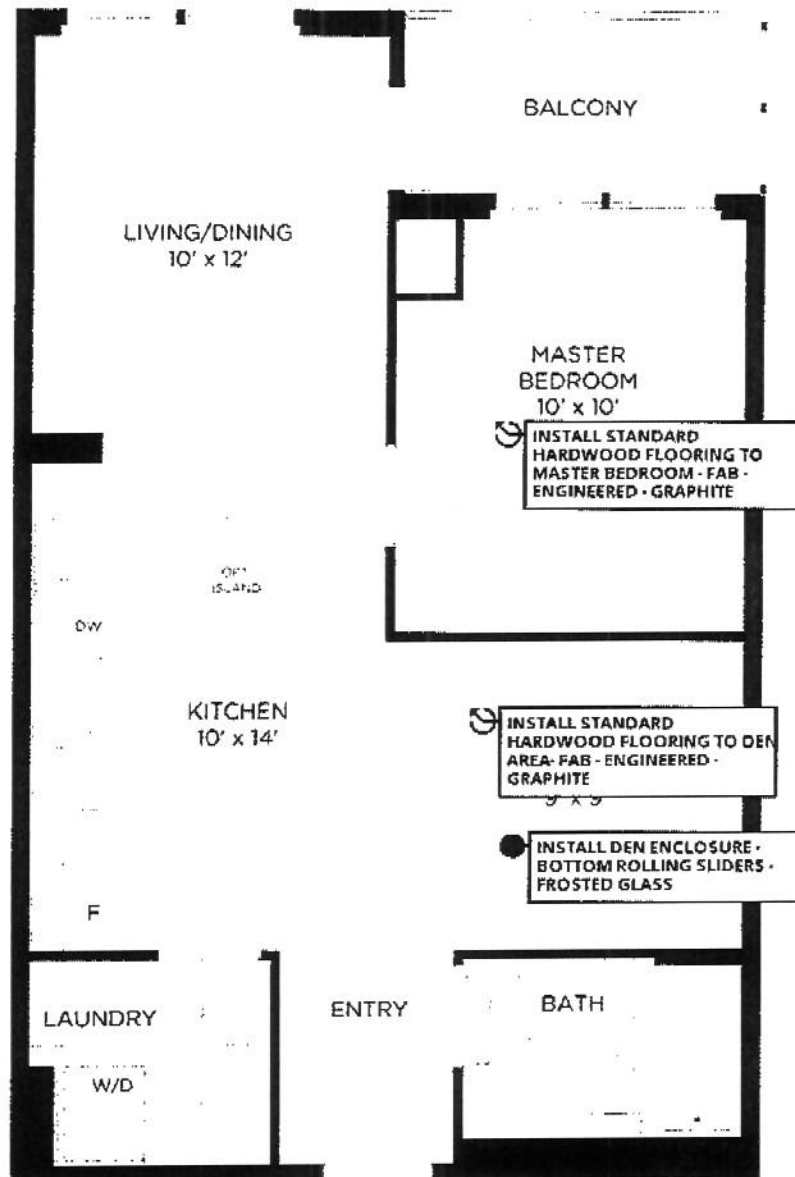 BALCONY
LIVING/DINING
10' x 12'
MASTER
BEDROOM
10' x 10'
INSTALL STANDARD
HARDWOOD FLOORING TO
MASTER BEDROOM - FAB -
ENGINEERED - GRAPHITE
ISLAND
DW
KITCHEN
10' x 14'
INSTALL STANDARD
HARDWOOD FLOORING TO DEN
AREA- FAB - ENGINEERED -
GRAPHITE
9' x 9'
INSTALL DEN ENCLOSURE -
BOTTOM ROLLING SLIDERS -
FROSTED GLASS
F
LAUNDRY
ENTRY
BATH
W/D